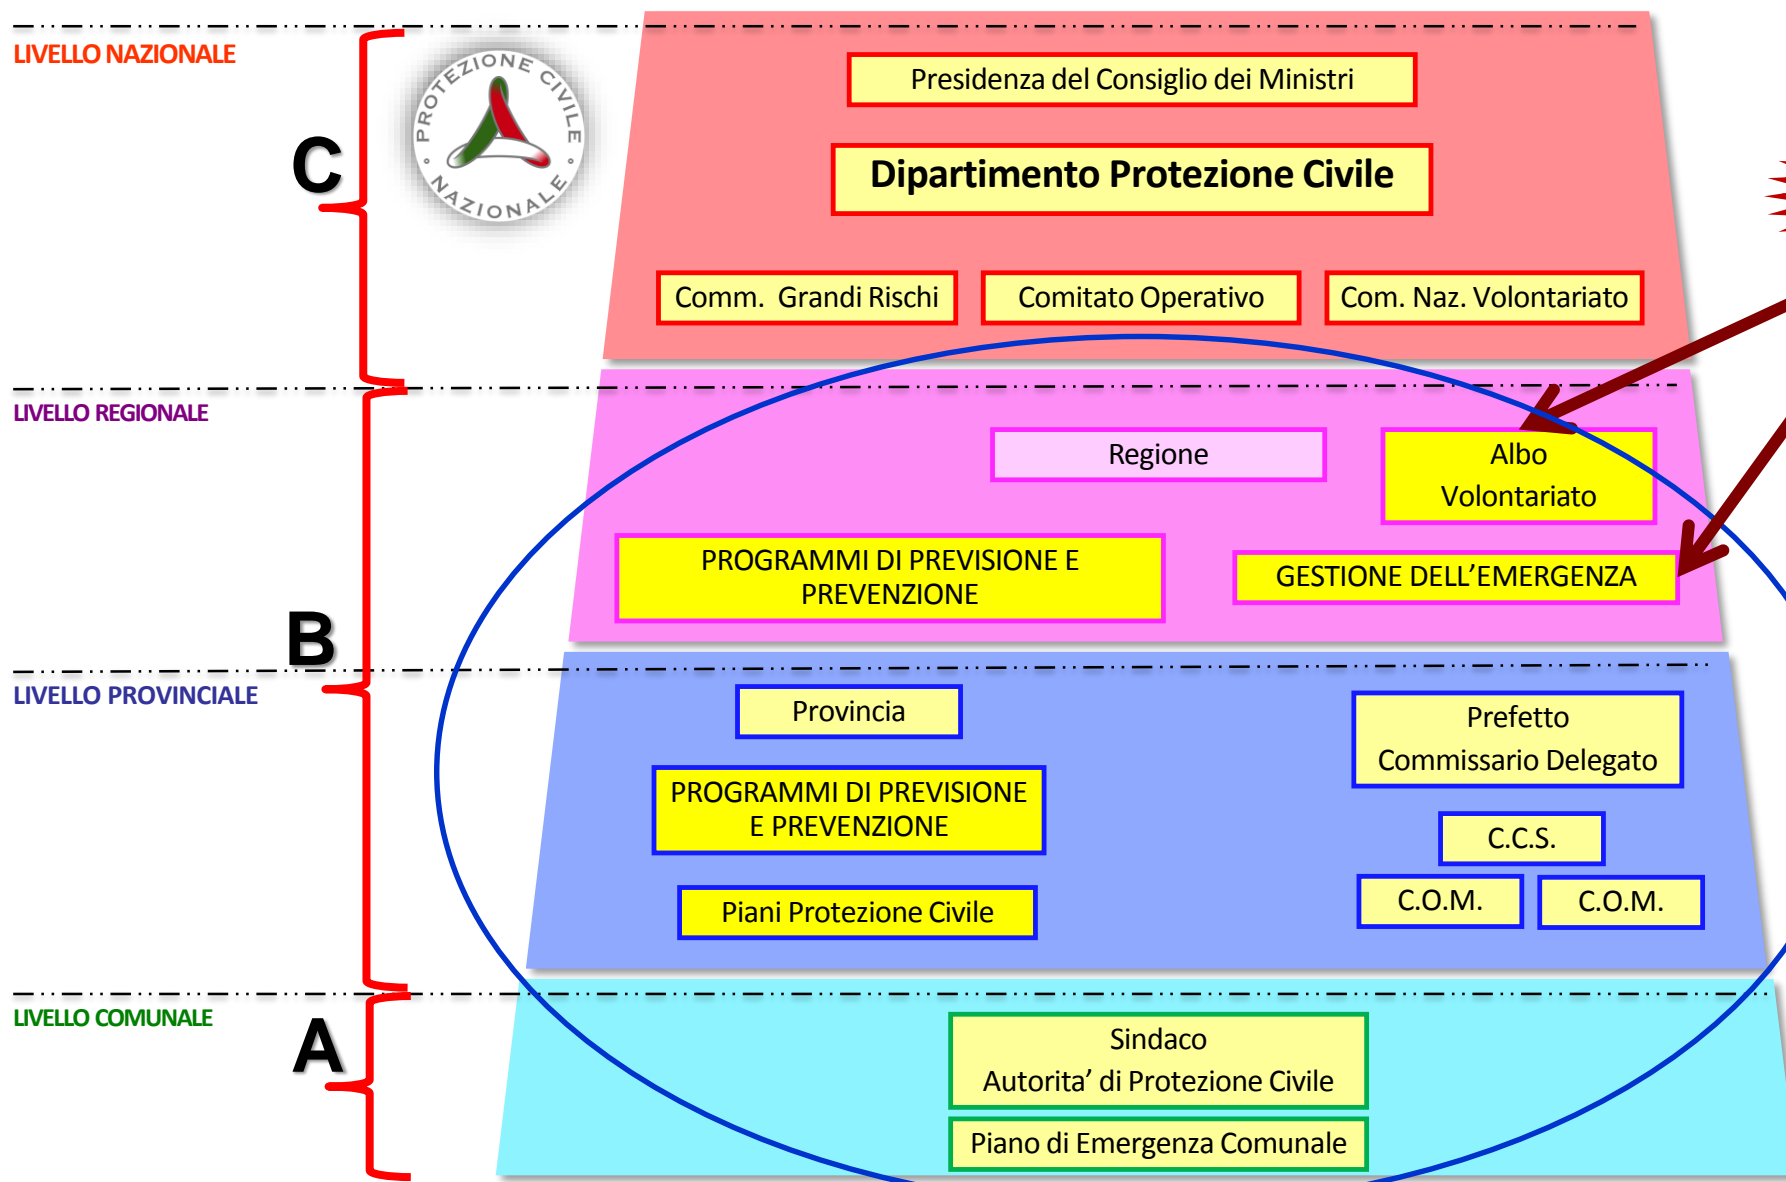 LIVELLO NAZIONALE
C
PROTEZIONE CIVILE
NAZIONALE
Presidenza del Consiglio dei Ministri
Dipartimento Protezione Civile
Comm. Grandi Rischi
Comitato Operativo
Com. Naz. Volontariato
LIVELLO REGIONALE
Regione
Albo
Volontariato
PROGRAMMI DI PREVISIONE E
PREVENZIONE
GESTIONE DELL’EMERGENZA
B
LIVELLO PROVINCIALE
Provincia
Prefetto
Commissario Delegato
PROGRAMMI DI PREVISIONE
E PREVENZIONE
C.C.S.
Piani Protezione Civile
C.O.M.
C.O.M.
LIVELLO COMUNALE
A
Sindaco
Autorita’ di Protezione Civile
Piano di Emergenza Comunale